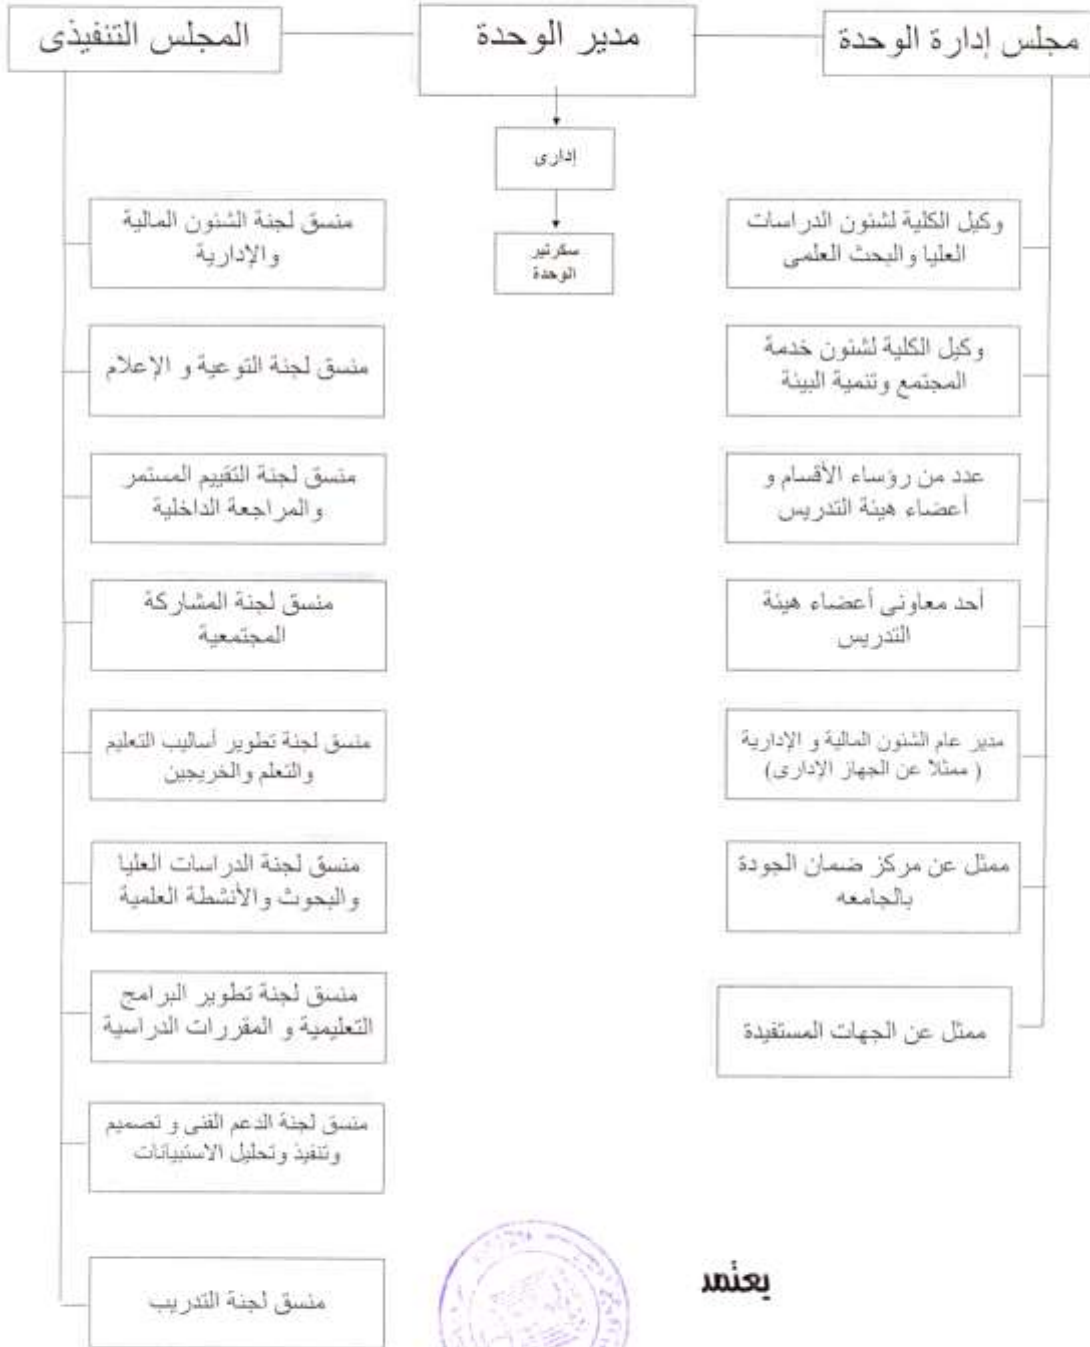 مجلس إدارة الوحدة
مدير الوحدة
المجلس التنفيذى
إدارى
سكرتير
الوحدة
وكيل الكلية لشئون الدراسات
العليا والبحث العلمى
وكيل الكلية لشئون خدمة
المجتمع وتنمية البيئة
عدد من رؤساء الأقسام و
أعضاء هيئة التدريس
أحد معاونى أعضاء هيئة
التدريس
مدير عام الشئون المالية و الإدارية
( ممثلا عن الجهاز الإدارى)
ممثل عن مركز ضمان الجودة
بالجامعه
ممثل عن الجهات المستفيدة
منسق لجنة الشئون المالية
والإدارية
منسق لجنة التوعية و الإعلام
منسق لجنة التقييم المستمر
والمراجعة الداخلية
منسق لجنة المشاركة
المجتمعية
منسق لجنة تطوير أساليب التعليم
والتعلم والخريجين
منسق لجنة الدراسات العليا
والبحوث والأنشطة العلمية
منسق لجنة تطوير البرامج
التعليمية و المقررات الدراسية
منسق لجنة الدعم الفنى و تصميم
وتنفيذ وتحليل الاستبيانات
منسق لجنة التدريب
يعتمد